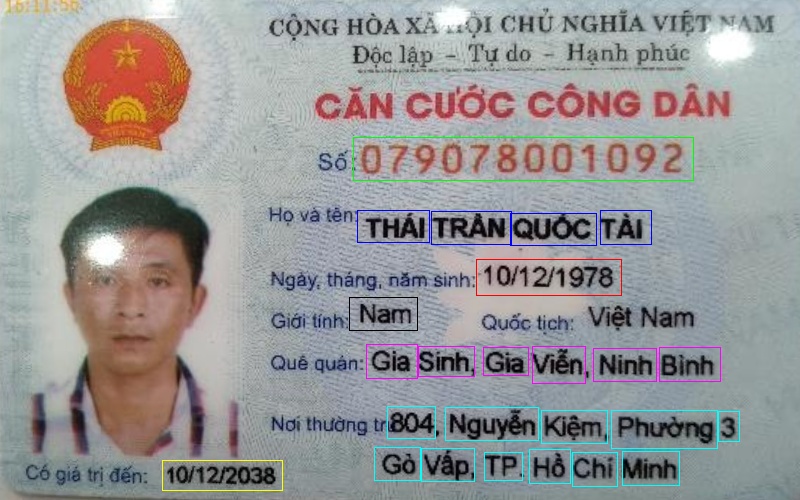 16:11:56
CỘNG HÒA XÃ HỘI CHỦ NGHĨA VIỆT NAM
Độc lập - Tự do - Hạnh phúc
CĂN CƯỚC CÔNG DÂN
Số: 079078001092
Họ và tên: THÁI TRẦN QUỐC TÀI
Ngày, tháng, năm sinh: 10/12/1978
Giới tính: Nam Quốc tịch: Việt Nam
Quê quán: Gia Sinh, Gia Viễn, Ninh Bình
Nơi thường trú: 804, Nguyễn Kiệm, Phường 3
Gò Vấp, TP. Hồ Chí Minh
Có giá trị đến: 10/12/2038